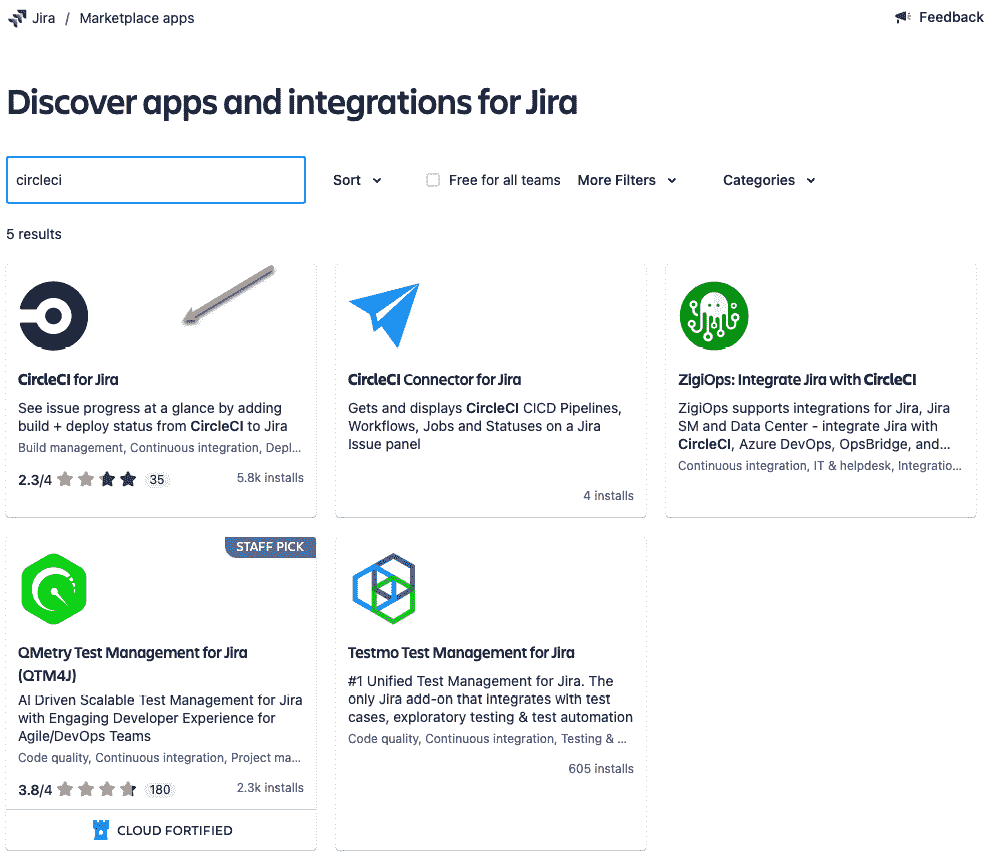 Jira / Marketplace apps
Feedback
Discover apps and integrations for Jira
circleci
Sort
Free for all teams
More Filters
Categories
5 results
CircleCI for Jira
See issue progress at a glance by adding
build + deploy status from CircleCI to Jira
Build management, Continuous integration, Depl...
2.3/4 35
5.8k installs
CircleCI Connector for Jira
Gets and displays CircleCI CICD Pipelines,
Workflows, Jobs and Statuses on a Jira
Issue panel
4 installs
ZigiOps: Integrate Jira with CircleCI
ZigiOps supports integrations for Jira, Jira
SM and Data Center - integrate Jira with
CircleCI, Azure DevOps, OpsBridge, and...
Continuous integration, IT & helpdesk, Integratio...
STAFF PICK
QMetry Test Management for Jira
(QTM4J)
AI Driven Scalable Test Management for Jira
with Engaging Developer Experience for
Agile/DevOps Teams
Code quality, Continuous integration, Project ma...
3.8/4 180
2.3k installs
CLOUD FORTIFIED
Testmo Test Management for Jira
#1 Unified Test Management for Jira. The
only Jira add-on that integrates with test
cases, exploratory testing & test automation
Code quality, Continuous integration, Testing & ...
605 installs